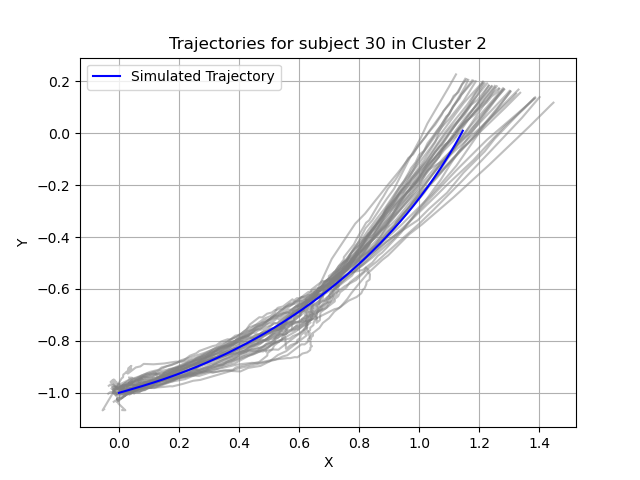 Trajectories for subject 30 in Cluster 2
Simulated Trajectory
Y
0.2
0.0
−0.2
−0.4
−0.6
−0.8
−1.0
0.0 0.2 0.4 0.6 0.8 1.0 1.2 1.4
X